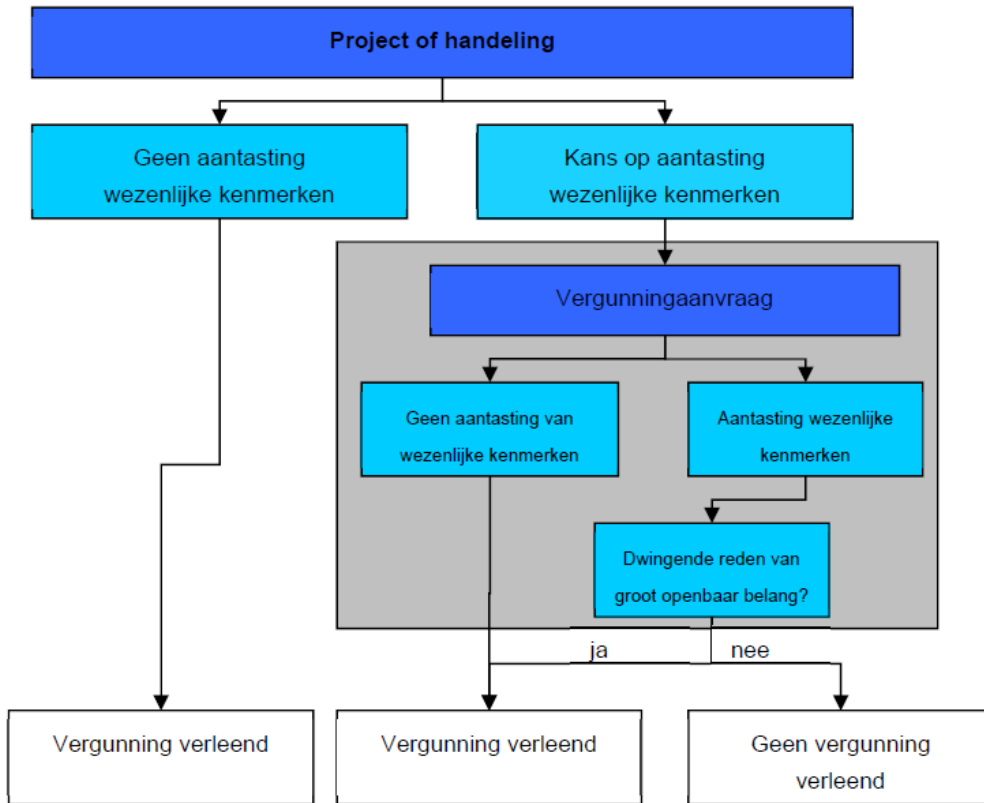 Project of handeling
Geen aantasting
wezenlijke kenmerken
Kans op aantasting
wezenlijke kenmerken
Vergunningaanvraag
Geen aantasting van
wezenlijke kenmerken
Aantasting wezenlijke
kenmerken
Dwingende reden van
groot openbaar belang?
ja
nee
Vergunning verleend
Vergunning verleend
Geen vergunning
verleend